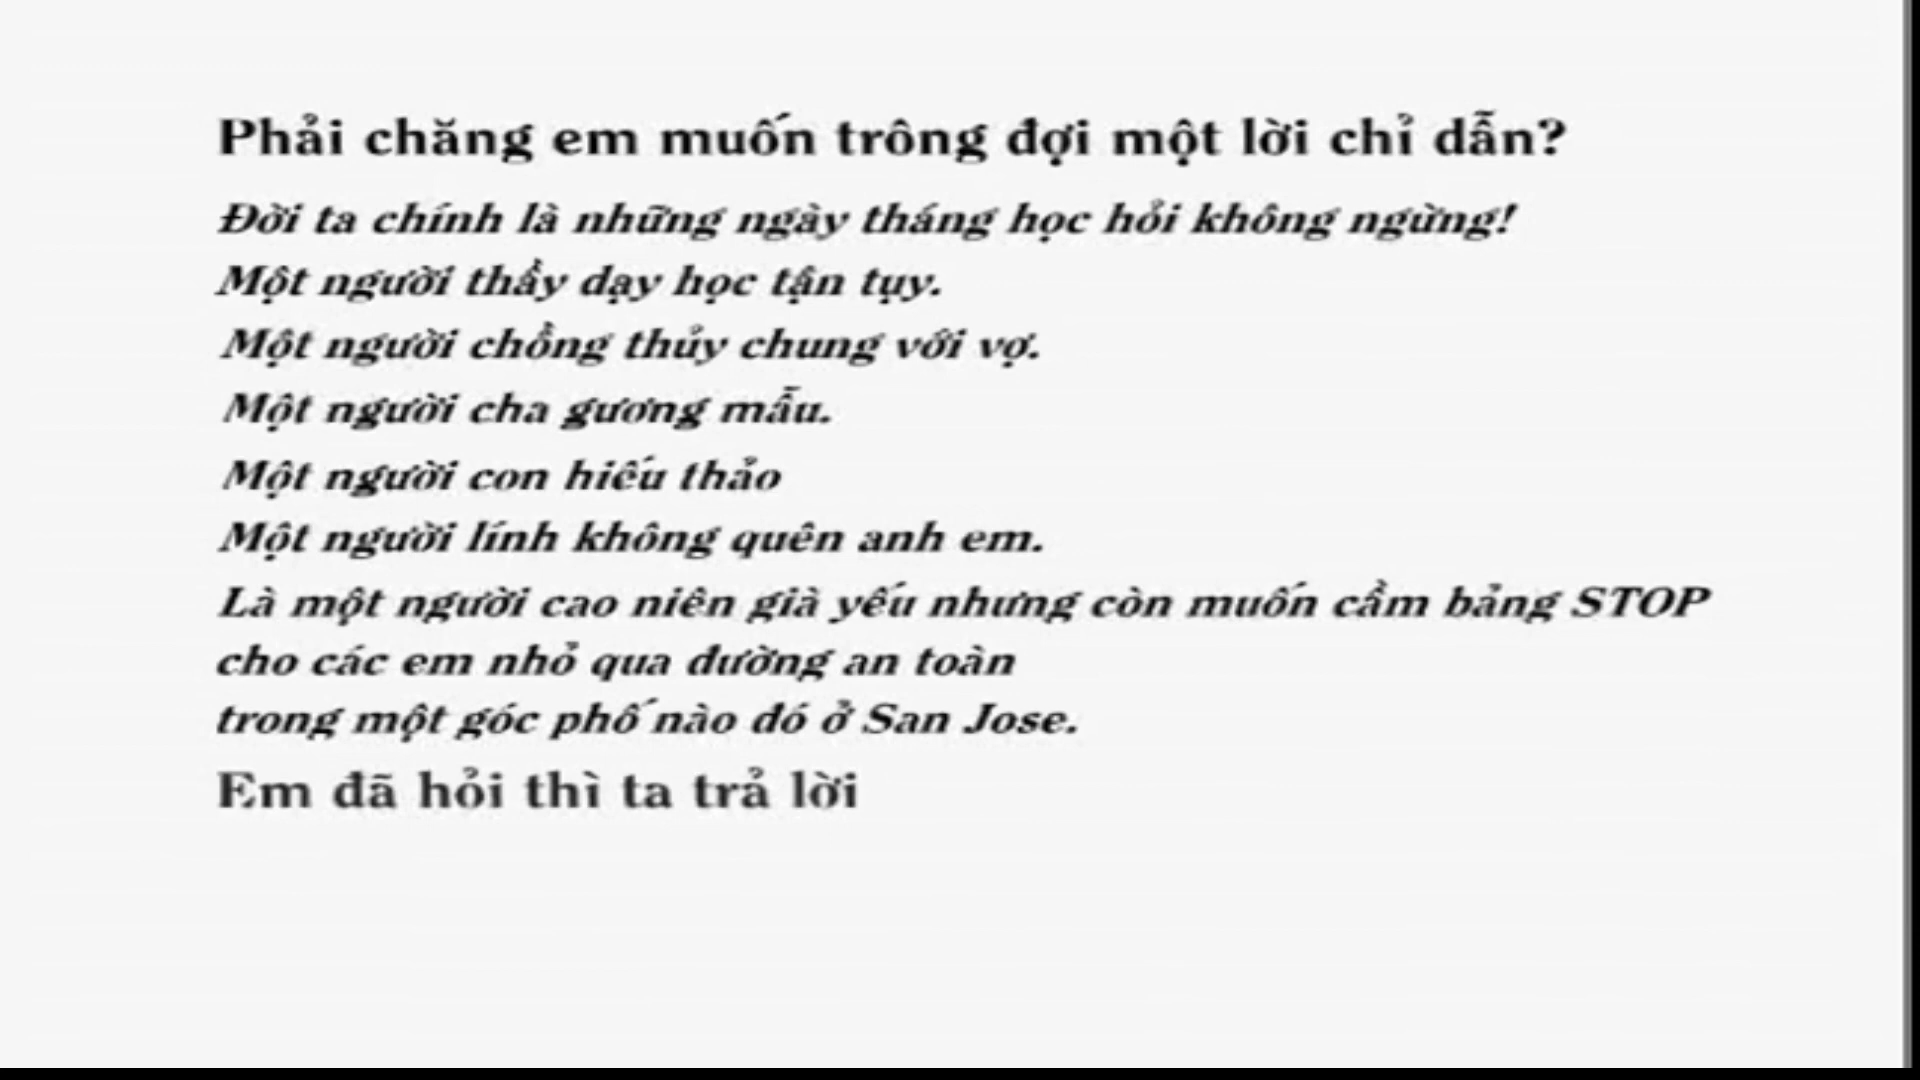 Phải chăng em muốn trông đợi một lời chỉ dẫn?
Đời ta chính là những ngày tháng học hỏi không ngừng!
Một người thầy dạy học tận tụy.
Một người chồng thủy chung với vợ.
Một người cha gương mẫu.
Một người con hiếu thảo
Một người lính không quên anh em.
Là một người cao niên già yếu nhưng còn muốn cầm bảng STOP
cho các em nhỏ qua đường an toàn
trong một góc phố nào đó ở San Jose.
Em đã hỏi thì ta trả lời